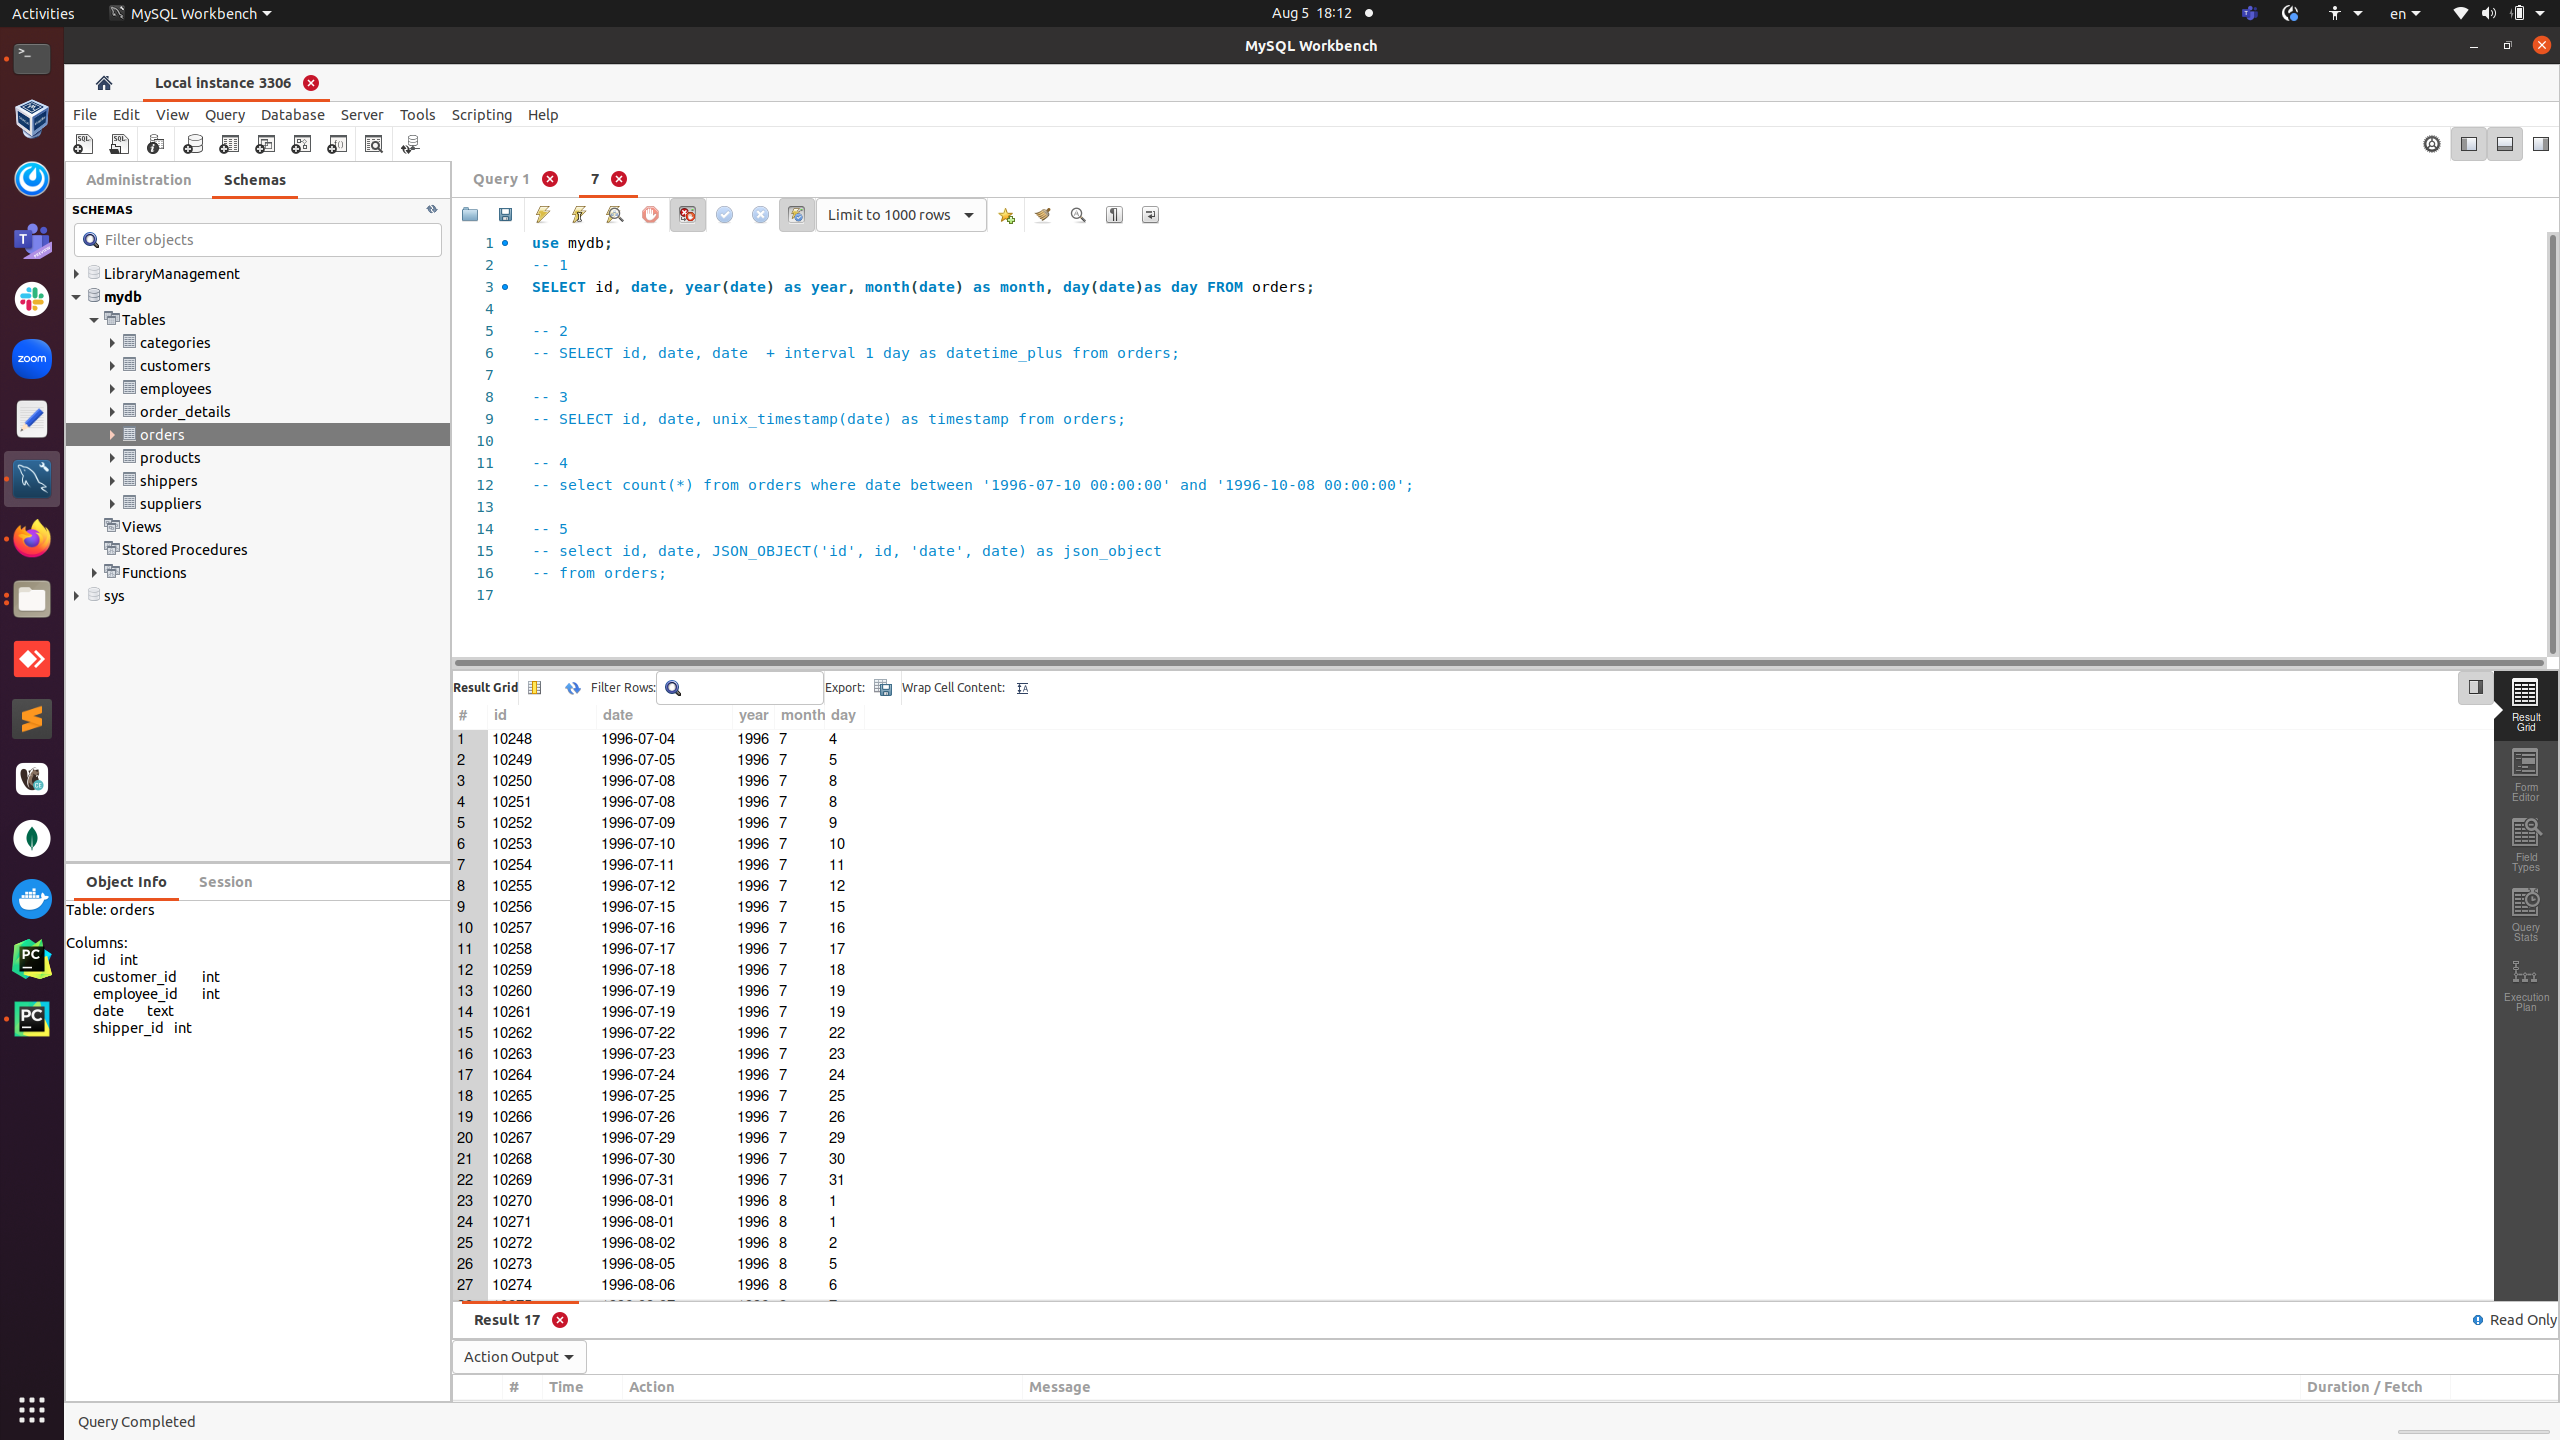 Activities
MySQL Workbench
Aug 5 18:12
en
MySQL Workbench
Local instance 3306
File Edit View Query Database Server Tools Scripting Help
Administration Schemas
SCHEMAS
Filter objects
LibraryManagement
mydb
Tables
categories
customers
employees
order_details
orders
products
shippers
suppliers
Views
Stored Procedures
Functions
sys
Object Info Session
Table: orders
Columns:
id int
customer_id int
employee_id int
date text
shipper_id int
Query 1 7
Limit to 1000 rows
1 use mydb;
2 -- 1
3 SELECT id, date, year(date) as year, month(date) as month, day(date)as day FROM orders;
4
5 -- 2
6 -- SELECT id, date, date  + interval 1 day as datetime_plus from orders;
7
8 -- 3
9 -- SELECT id, date, unix_timestamp(date) as timestamp from orders;
10
11 -- 4
12 -- select count(*) from orders where date between '1996-07-10 00:00:00' and '1996-10-08 00:00:00';
13
14 -- 5
15 -- select id, date, JSON_OBJECT('id', id, 'date', date) as json_object
16 -- from orders;
17
Result Grid Filter Rows: Export: Wrap Cell Content:
# id date year month day
1 10248 1996-07-04 1996 7 4
2 10249 1996-07-05 1996 7 5
3 10250 1996-07-08 1996 7 8
4 10251 1996-07-08 1996 7 8
5 10252 1996-07-09 1996 7 9
6 10253 1996-07-10 1996 7 10
7 10254 1996-07-11 1996 7 11
8 10255 1996-07-12 1996 7 12
9 10256 1996-07-15 1996 7 15
10 10257 1996-07-16 1996 7 16
11 10258 1996-07-17 1996 7 17
12 10259 1996-07-18 1996 7 18
13 10260 1996-07-19 1996 7 19
14 10261 1996-07-19 1996 7 19
15 10262 1996-07-22 1996 7 22
16 10263 1996-07-23 1996 7 23
17 10264 1996-07-24 1996 7 24
18 10265 1996-07-25 1996 7 25
19 10266 1996-07-26 1996 7 26
20 10267 1996-07-29 1996 7 29
21 10268 1996-07-30 1996 7 30
22 10269 1996-07-31 1996 7 31
23 10270 1996-08-01 1996 8 1
24 10271 1996-08-01 1996 8 1
25 10272 1996-08-02 1996 8 2
26 10273 1996-08-05 1996 8 5
27 10274 1996-08-06 1996 8 6
Result
Grid
Form
Editor
Field
Types
Query
Stats
Execution
Plan
Result 17
Read Only
Action Output
# Time Action Message Duration / Fetch
Query Completed
zoom
PC
PC